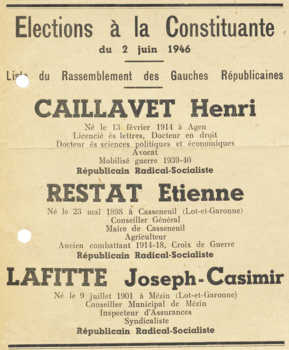 Elections à la Constituante
du 2 juin 1946
Liste du Rassemblement des Gauches Républicaines
CAILLAVET Henri
Né le 13 février 1914 à Agen
Licencié ès lettres, Docteur en droit
Docteur ès sciences politiques et économiques
Avocat
Mobilisé guerre 1939-40
Républicain Radical-Socialiste
RESTAT Etienne
Né le 23 mai 1898 à Casseneuil (Lot-et-Garonne)
Conseiller Général
Maire de Casseneuil
Agriculteur
Ancien combattant 1914-18, Croix de Guerre
Républicain Radical-Socialiste
LAFITTE Joseph-Casimir
Né le 9 juillet 1901 à Mézin (Lot-et-Garonne)
Conseiller Municipal de Mézin
Inspecteur d'Assurances
Syndicaliste
Républicain Radical-Socialiste